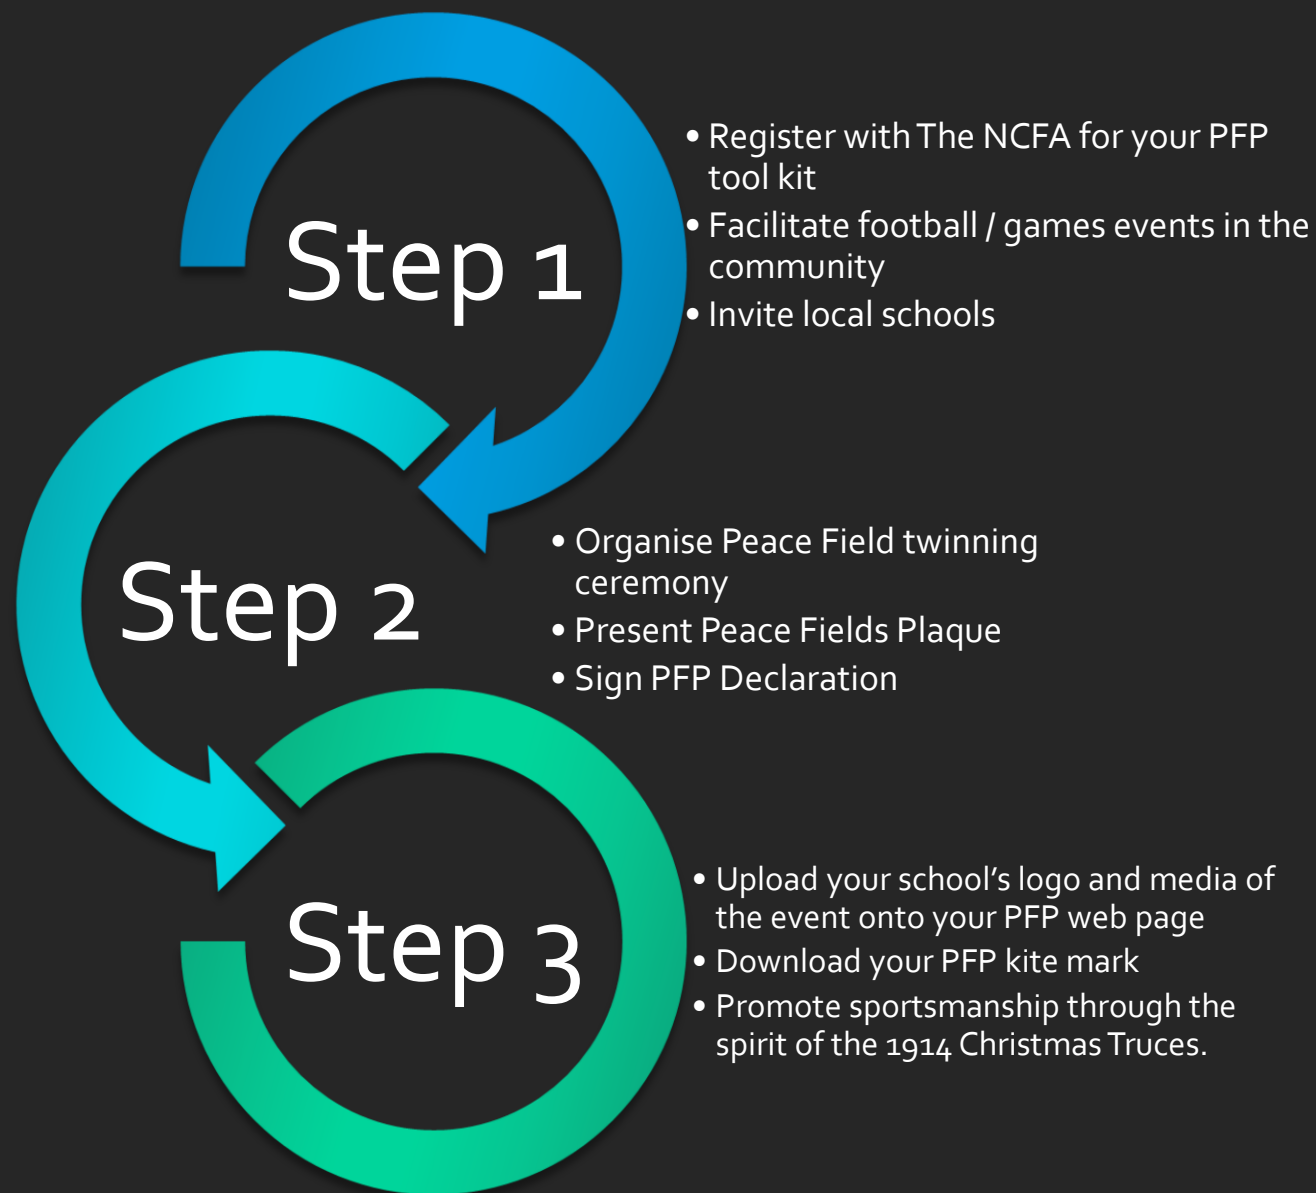 Step 1
• Register with The NCFA for your PFP
tool kit
• Facilitate football / games events in the
community
• Invite local schools
Step 2
• Organise Peace Field twinning
ceremony
• Present Peace Fields Plaque
• Sign PFP Declaration
Step 3
• Upload your school’s logo and media of
the event onto your PFP web page
• Download your PFP kite mark
• Promote sportsmanship through the
spirit of the 1914 Christmas Truces.